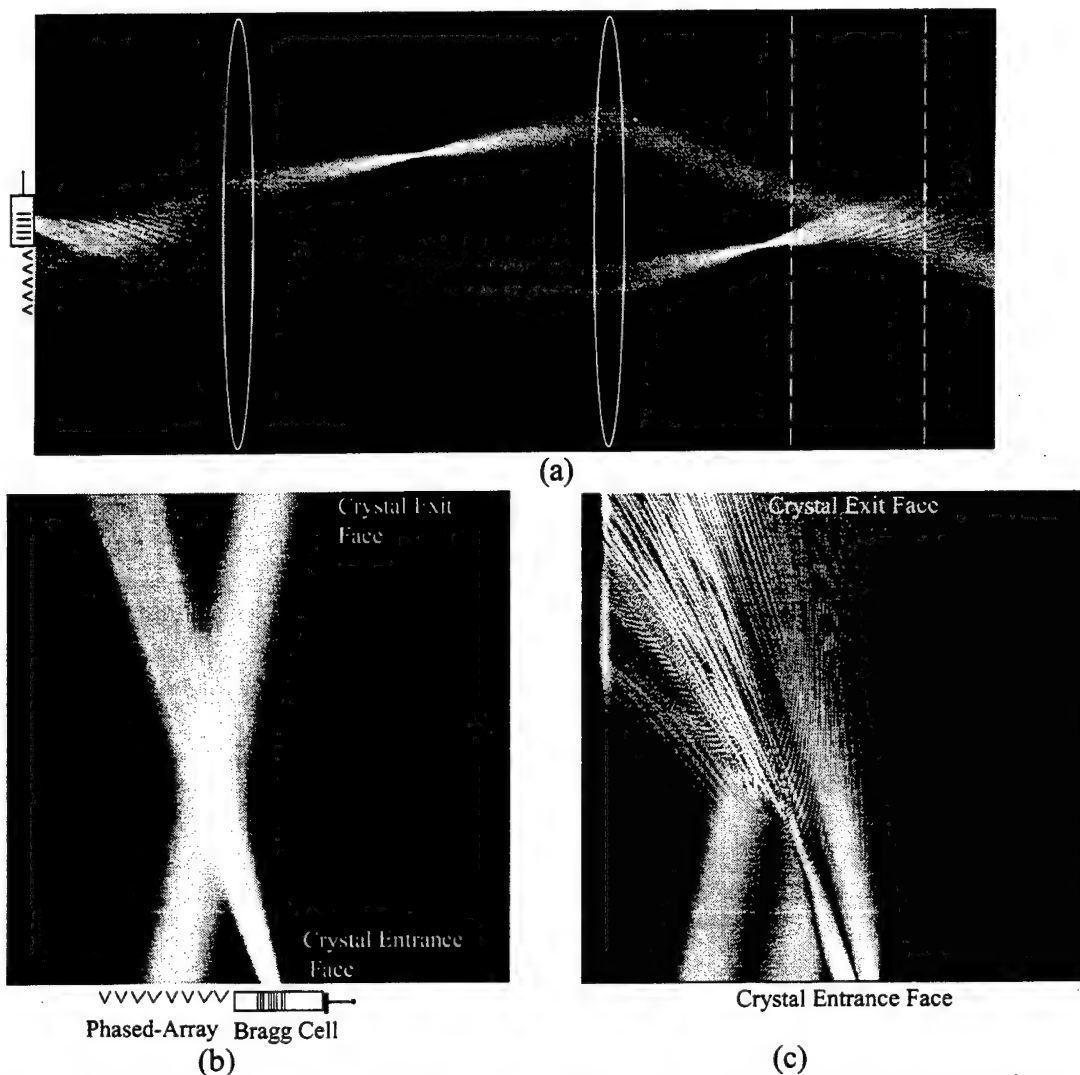 (a)
Crystal Exit
Face
Crystal Exit Face
Crystal Entrance
Face
Phased-Array Bragg Cell
Crystal Entrance Face
(b)
(c)